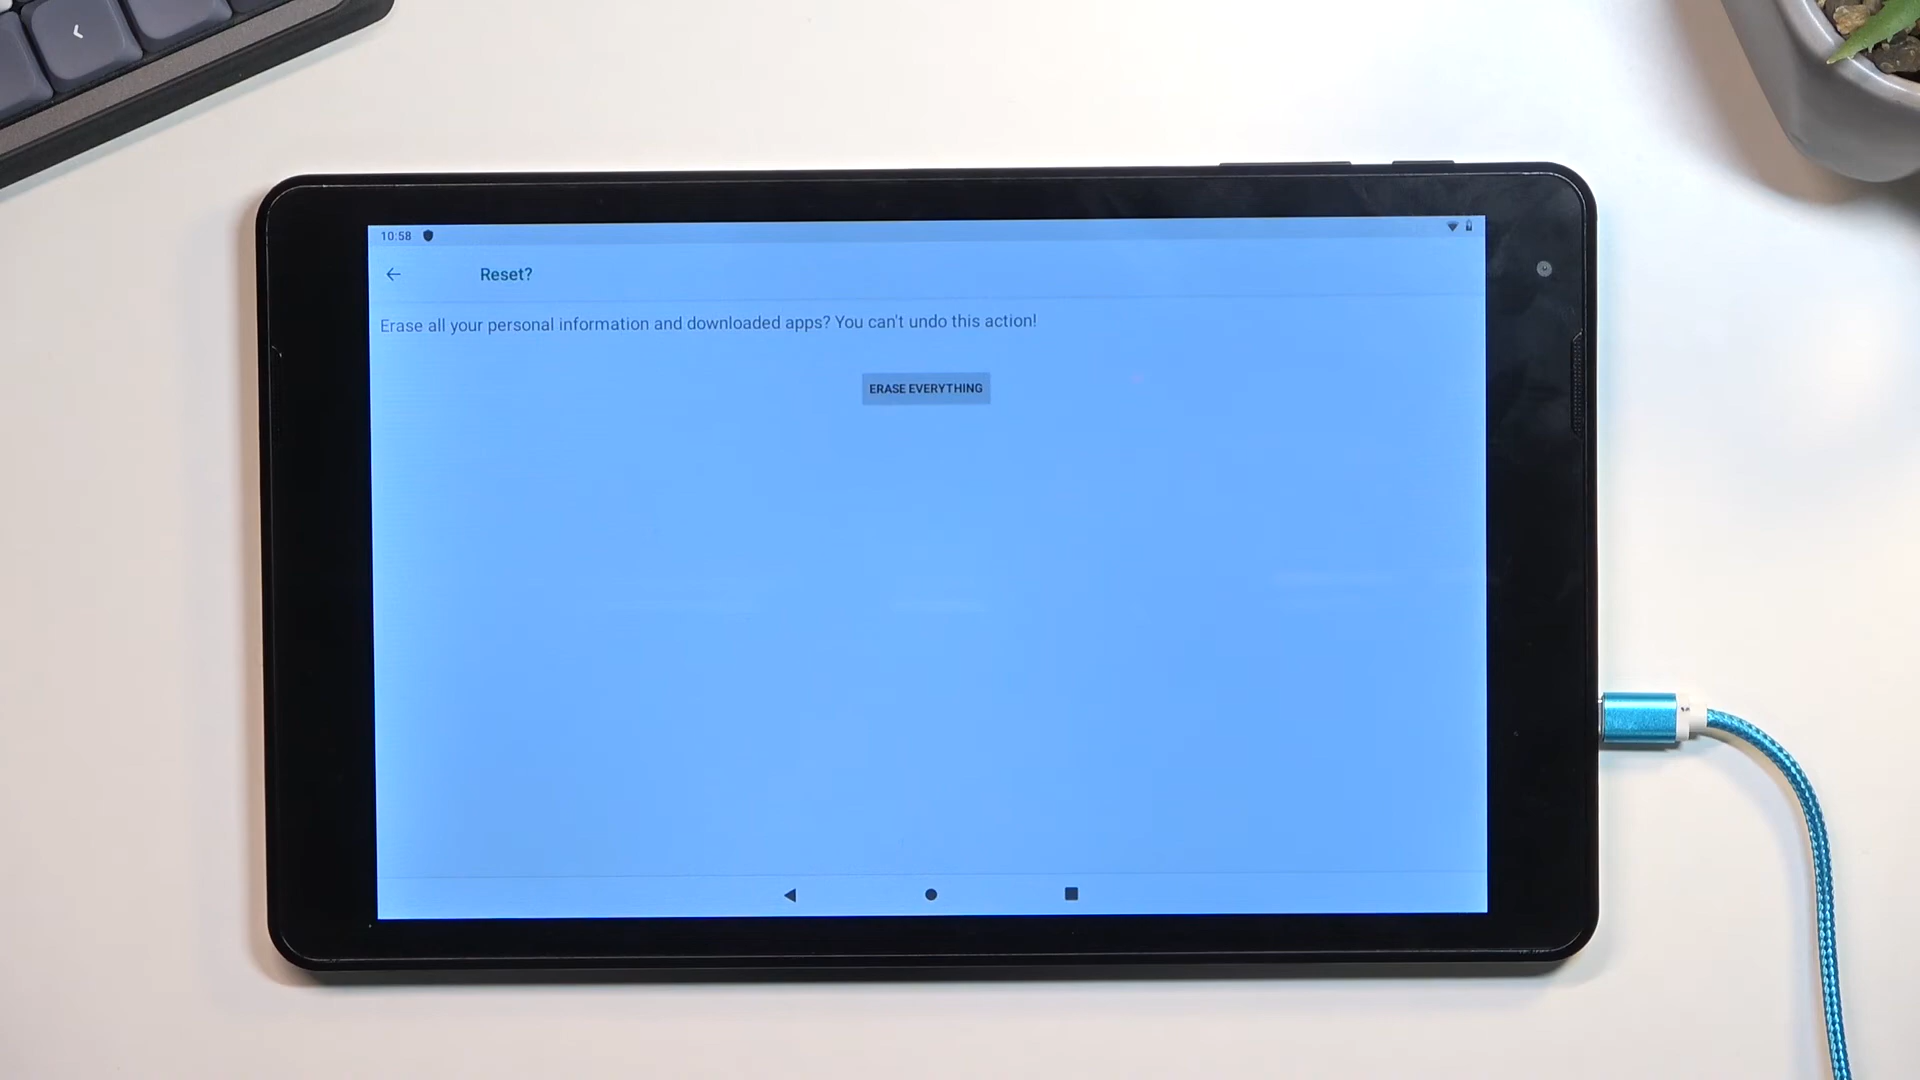 10:58
Reset?
Erase all your personal information and downloaded apps? You can't undo this action!
ERASE EVERYTHING